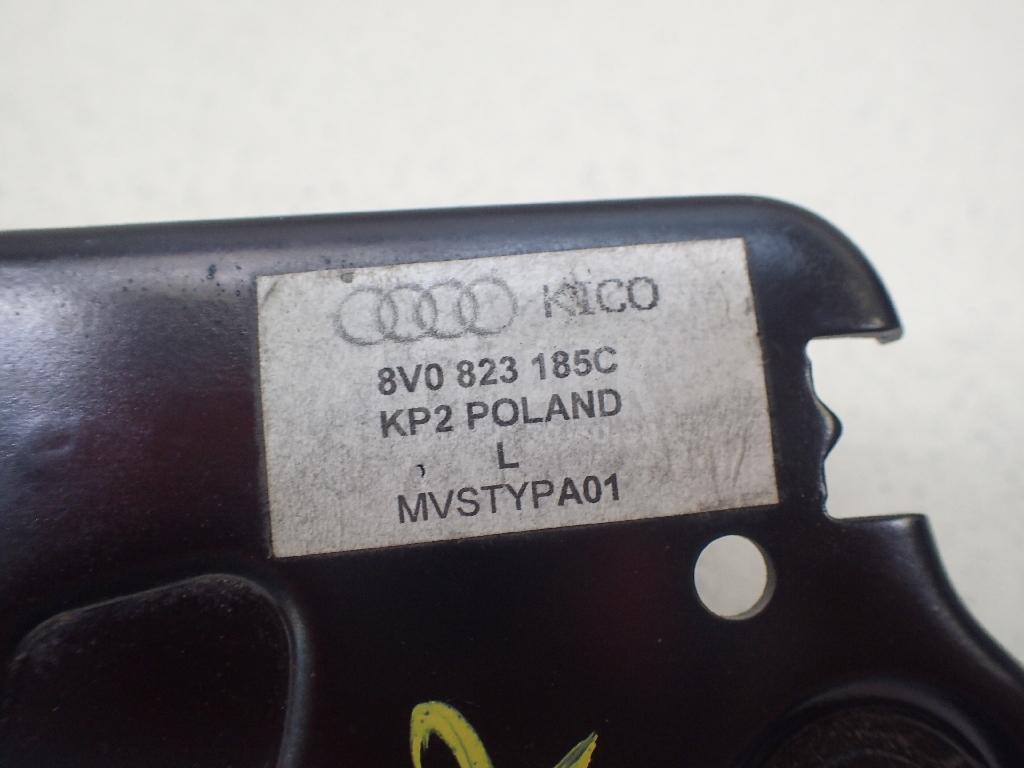 KICO
8V0 823 185C
KP2 POLAND
L
MVSTYPA01